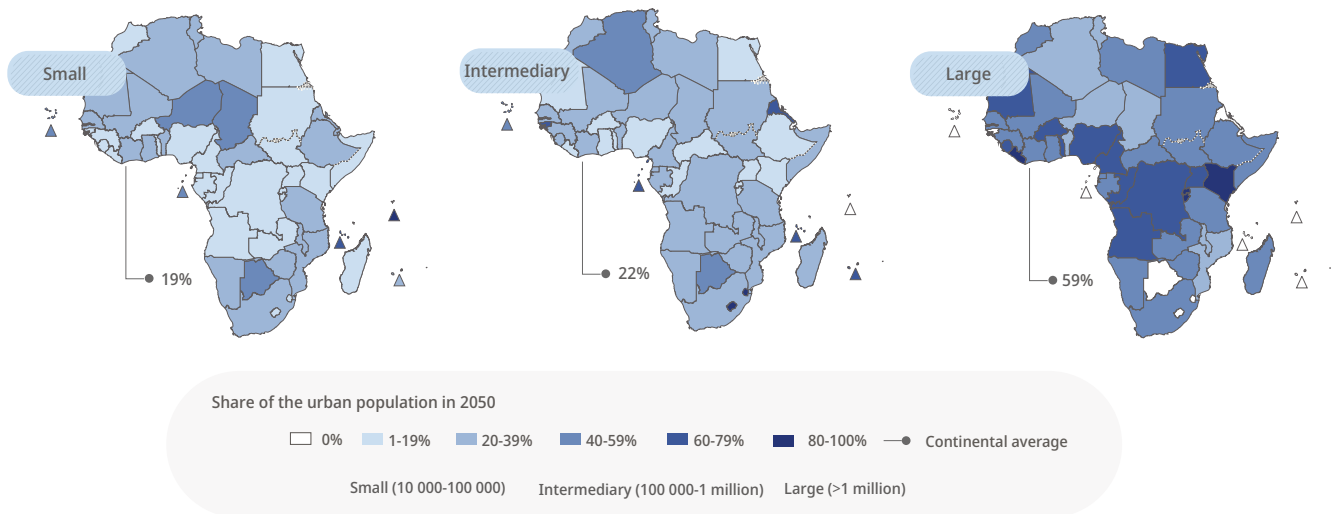 Small
Intermediary
Large
19%
22%
59%
Share of the urban population in 2050
0%
1-19%
20-39%
40-59%
60-79%
80-100%
Continental average
Small (10 000-100 000)
Intermediary (100 000-1 million)
Large (>1 million)